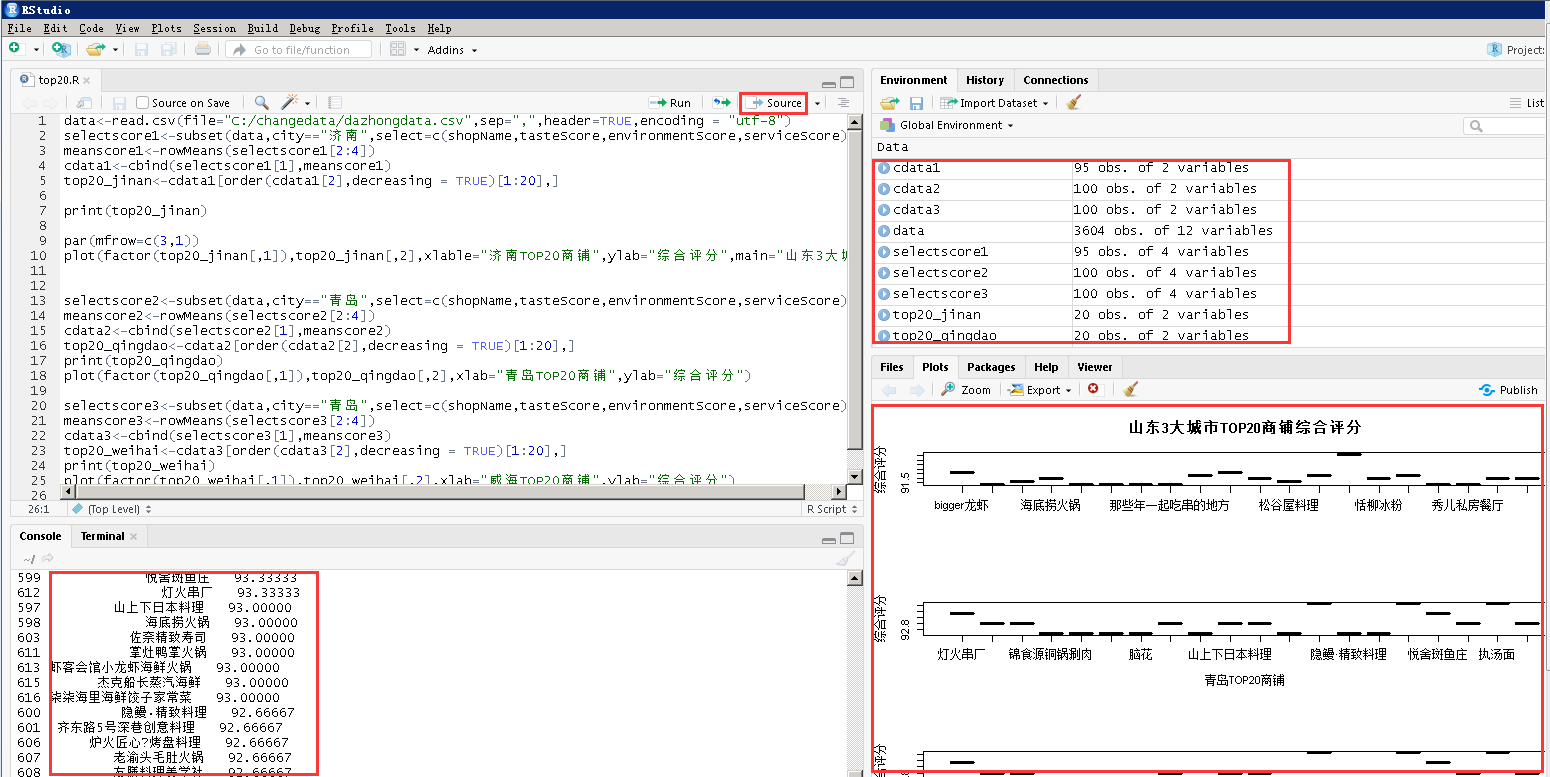 RStudio
File Edit Code View Plots Session Build Debug Profile Tools Help
Go to file/function Addins Project:
top20.R
Source on Save Run Source
1 data<-read.csv(file="C:/changedata/dazhongdata.csv",sep=",",header=TRUE,encoding = "utf-8")
2 selectscore1<-subset(data,city=="济南",select=c(shopName,tasteScore,environmentScore,serviceScore)
3 meanscore1<-rowMeans(selectscore1[2:4])
4 cdata1<-cbind(selectscore1[1],meanscore1)
5 top20_jinan<-cdata1[order(cdata1[2],decreasing = TRUE)[1:20],]
6
7 print(top20_jinan)
8
9 par(mfrow=c(3,1))
10 plot(factor(top20_jinan[,1]),top20_jinan[,2],xlable="济南TOP20商铺",ylab="综合评分",main="山东3大城
11
12
13 selectscore2<-subset(data,city=="青岛",select=c(shopName,tasteScore,environmentScore,serviceScore)
14 meanscore2<-rowMeans(selectscore2[2:4])
15 cdata2<-cbind(selectscore2[1],meanscore2)
16 top20_qingdao<-cdata2[order(cdata2[2],decreasing = TRUE)[1:20],]
17 print(top20_qingdao)
18 plot(factor(top20_qingdao[,1]),top20_qingdao[,2],xlab="青岛TOP20商铺",ylab="综合评分")
19
20 selectscore3<-subset(data,city=="青岛",select=c(shopName,tasteScore,environmentScore,serviceScore)
21 meanscore3<-rowMeans(selectscore3[2:4])
22 cdata3<-cbind(selectscore3[1],meanscore3)
23 top20_weihai<-cdata3[order(cdata3[2],decreasing = TRUE)[1:20],]
24 print(top20_weihai)
25 plot(factor(top20_weihai[,1]),top20_weihai[,2],xlab="威海TOP20商铺",ylab="综合评分")
26
26:1 (Top Level) R Script
Console Terminal
~/
599 悦舍斑鱼庄 93.33333
612 灯火串厂 93.33333
597 山上下日本料理 93.00000
598 海底捞火锅 93.00000
603 佐奈精致寿司 93.00000
611 掌灶鸭掌火锅 93.00000
613 虾客会馆小龙虾海鲜火锅 93.00000
615 杰克船长蒸汽海鲜 93.00000
616 柒柒海里海鲜饺子家常菜 93.00000
600 隐鳗·精致料理 92.66667
601 齐东路5号深巷创意料理 92.66667
606 炉火匠心?烤盘料理 92.66667
607 老渝头毛肚火锅 92.66667
608 友膳料理美学社 92.66667
Environment History Connections
Import Dataset List
Global Environment
Data
cdata1 95 obs. of 2 variables
cdata2 100 obs. of 2 variables
cdata3 100 obs. of 2 variables
data 3604 obs. of 12 variables
selectscore1 95 obs. of 4 variables
selectscore2 100 obs. of 4 variables
selectscore3 100 obs. of 4 variables
top20_jinan 20 obs. of 2 variables
top20_qingdao 20 obs. of 2 variables
Files Plots Packages Help Viewer
Zoom Export Publish
山东3大城市TOP20商铺综合评分
综合评分
91.5
bigger龙虾 海底捞火锅 那些年一起吃串的地方 松谷屋料理 恬柳冰粉 秀儿私房餐厅
综合评分
92.8
灯火串厂 锦食源铜锅涮肉 脑花 山上下日本料理 隐鳗·精致料理 悦舍斑鱼庄 执汤面
青岛TOP20商铺
综合评分